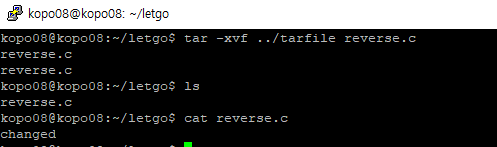 kopo08@kopo08: ~/letgo
kopo08@kopo08:~/letgo$ tar -xvf ../tarfile reverse.c
reverse.c
reverse.c
kopo08@kopo08:~/letgo$ ls
reverse.c
kopo08@kopo08:~/letgo$ cat reverse.c
changed